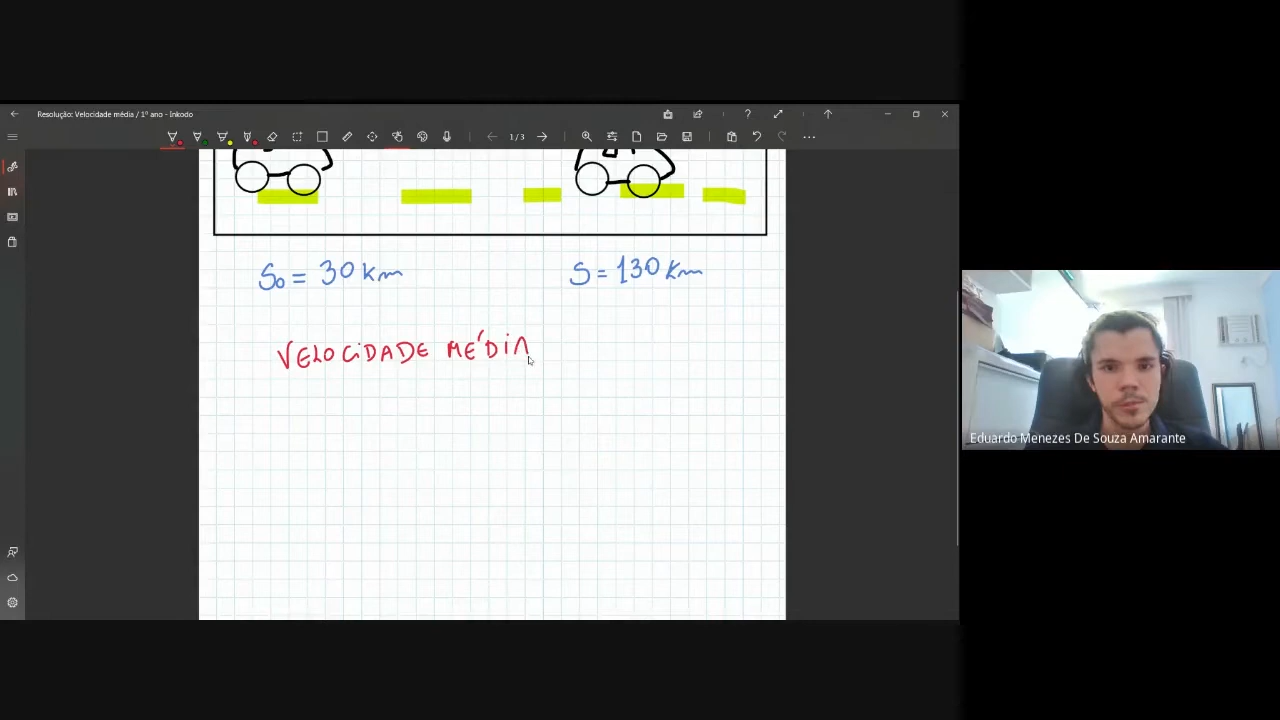 Resolução: Velocidade média / 1º ano - Inkodo
1/3
S₀ = 30 km
S = 130 km
VELOCIDADE MÉDIA
Eduardo Menezes De Souza Amarante